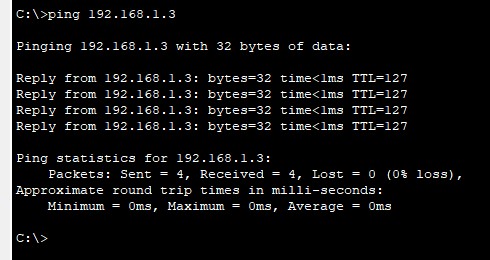 C:\>ping 192.168.1.3
Pinging 192.168.1.3 with 32 bytes of data:
Reply from 192.168.1.3: bytes=32 time<1ms TTL=127
Reply from 192.168.1.3: bytes=32 time<1ms TTL=127
Reply from 192.168.1.3: bytes=32 time<1ms TTL=127
Reply from 192.168.1.3: bytes=32 time<1ms TTL=127
Ping statistics for 192.168.1.3:
    Packets: Sent = 4, Received = 4, Lost = 0 (0% loss),
Approximate round trip times in milli-seconds:
    Minimum = 0ms, Maximum = 0ms, Average = 0ms
C:\>